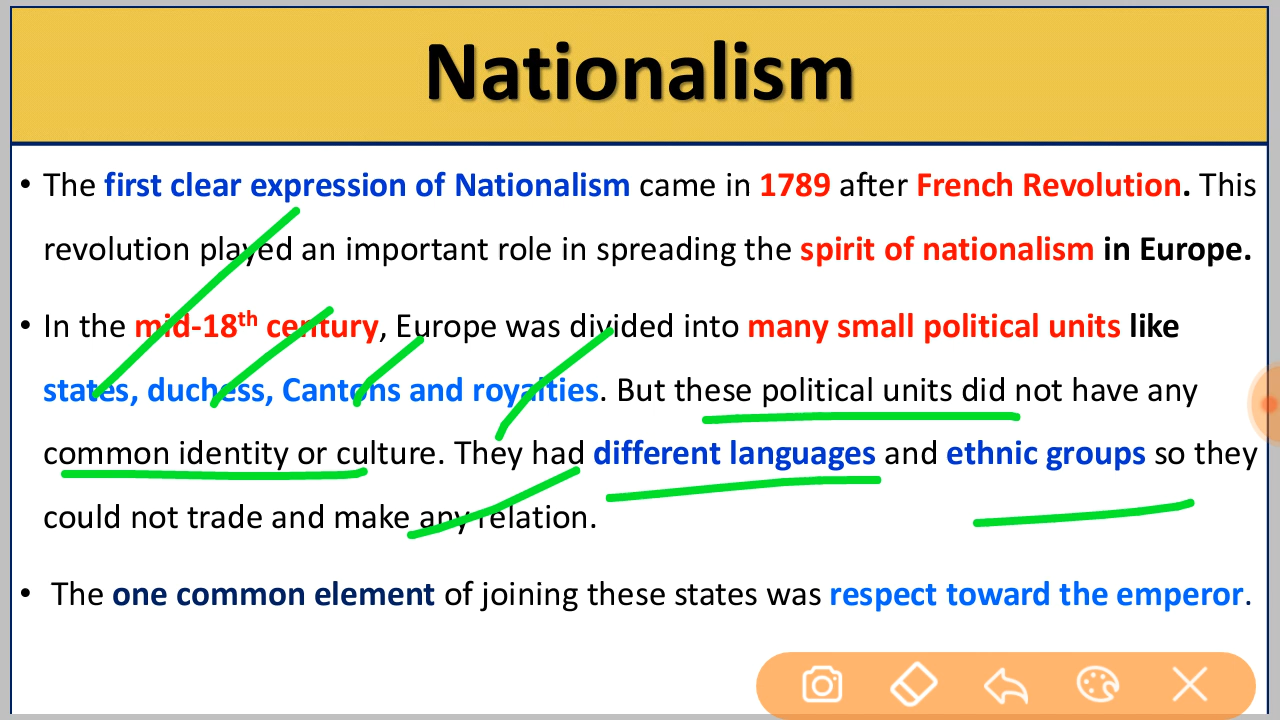 Nationalism
• The first clear expression of Nationalism came in 1789 after French Revolution. This
revolution played an important role in spreading the spirit of nationalism in Europe.
• In the mid-18th century, Europe was divided into many small political units like
states, duchess, Cantons and royalties. But these political units did not have any
common identity or culture. They had different languages and ethnic groups so they
could not trade and make any relation.
• The one common element of joining these states was respect toward the emperor.